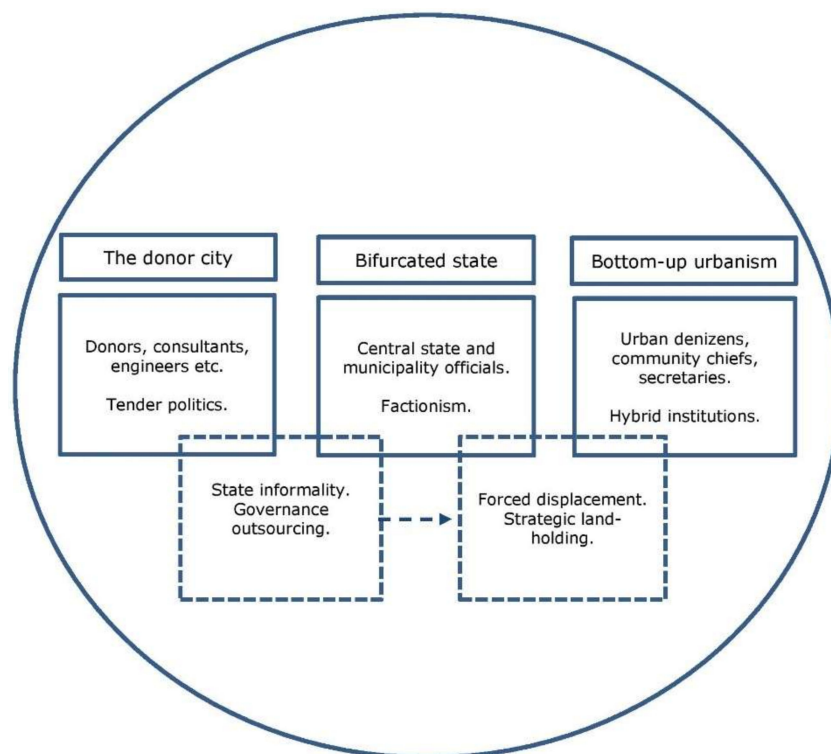 The donor city
Bifurcated state
Bottom-up urbanism
Donors, consultants,
engineers etc.
Tender politics.
Central state and
municipality officials.
Factionism.
Urban denizens,
community chiefs,
secretaries.
Hybrid institutions.
State informality.
Governance
outsourcing.
Forced displacement.
Strategic land-
holding.